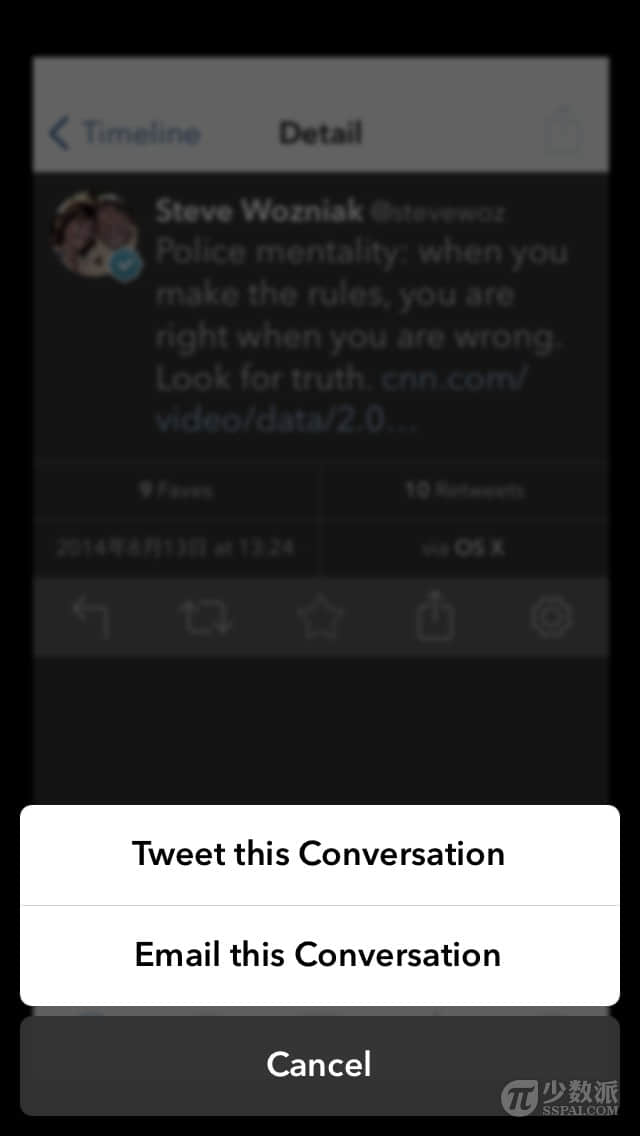 Timeline
Detail
Steve Wozniak @stevewoz
Police mentality: when you
make the rules, you are
right when you are wrong.
Look for truth. cnn.com/
video/data/2.0…
9 Faves
10 Retweets
2014年8月13日 at 13:24
via OS X
Tweet this Conversation
Email this Conversation
Cancel
少数派
SSPAI.COM